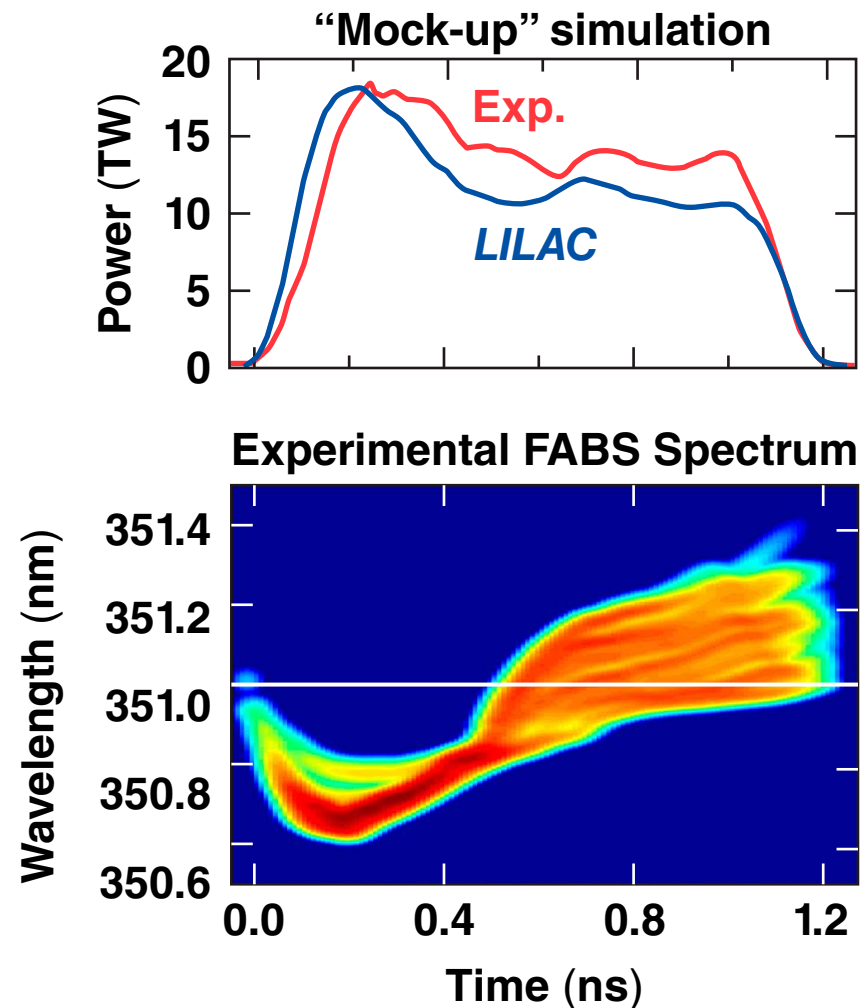 “Mock-up” simulation
Power (TW)
20
15
10
5
0
Exp.
LILAC
Experimental FABS Spectrum
Wavelength (nm)
351.4
351.2
351.0
350.8
350.6
0.0 0.4 0.8 1.2
Time (ns)